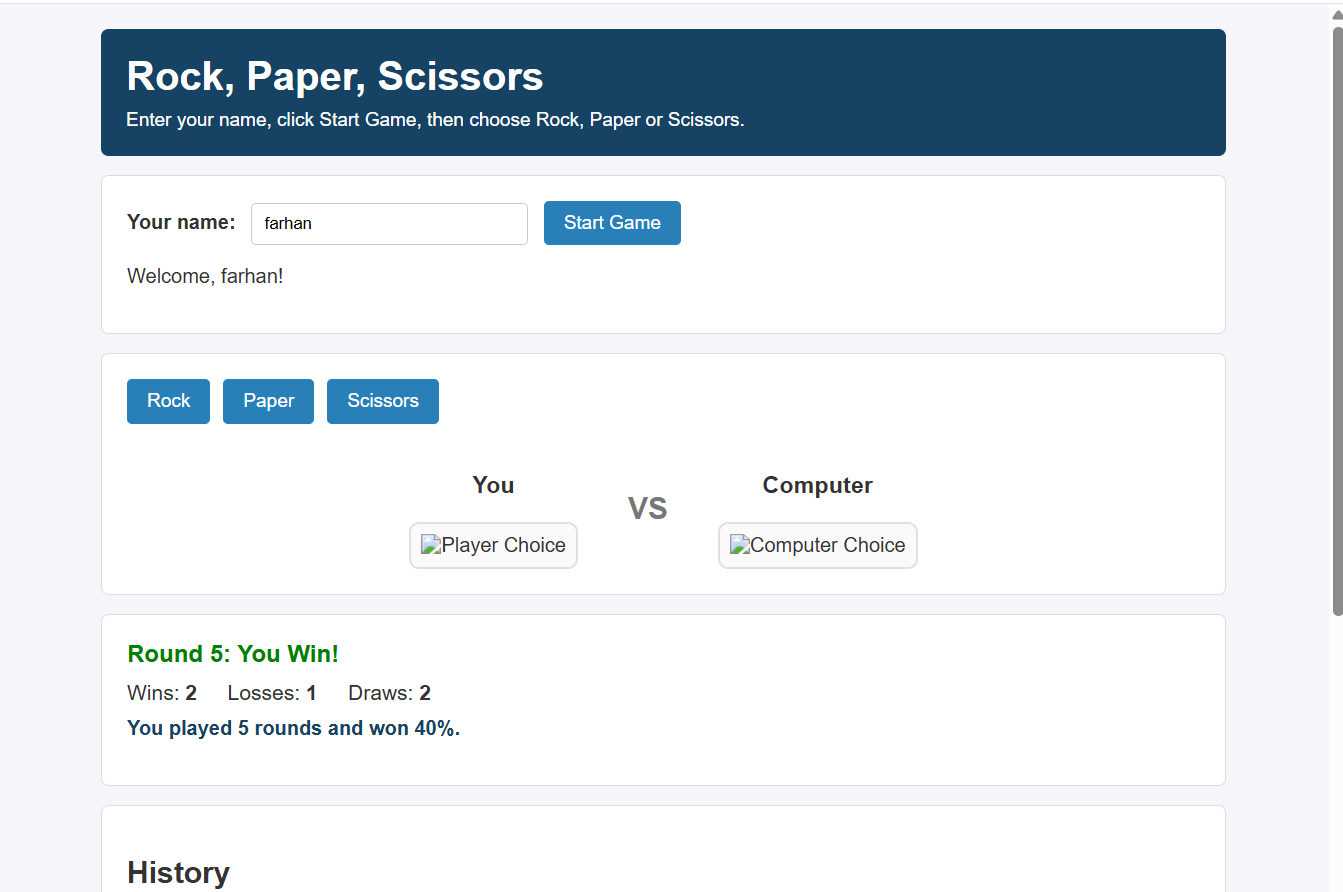 Rock, Paper, Scissors
Enter your name, click Start Game, then choose Rock, Paper or Scissors.
Your name: farhan Start Game
Welcome, farhan!
Rock Paper Scissors
You VS Computer
Player Choice Computer Choice
Round 5: You Win!
Wins: 2 Losses: 1 Draws: 2
You played 5 rounds and won 40%.
History